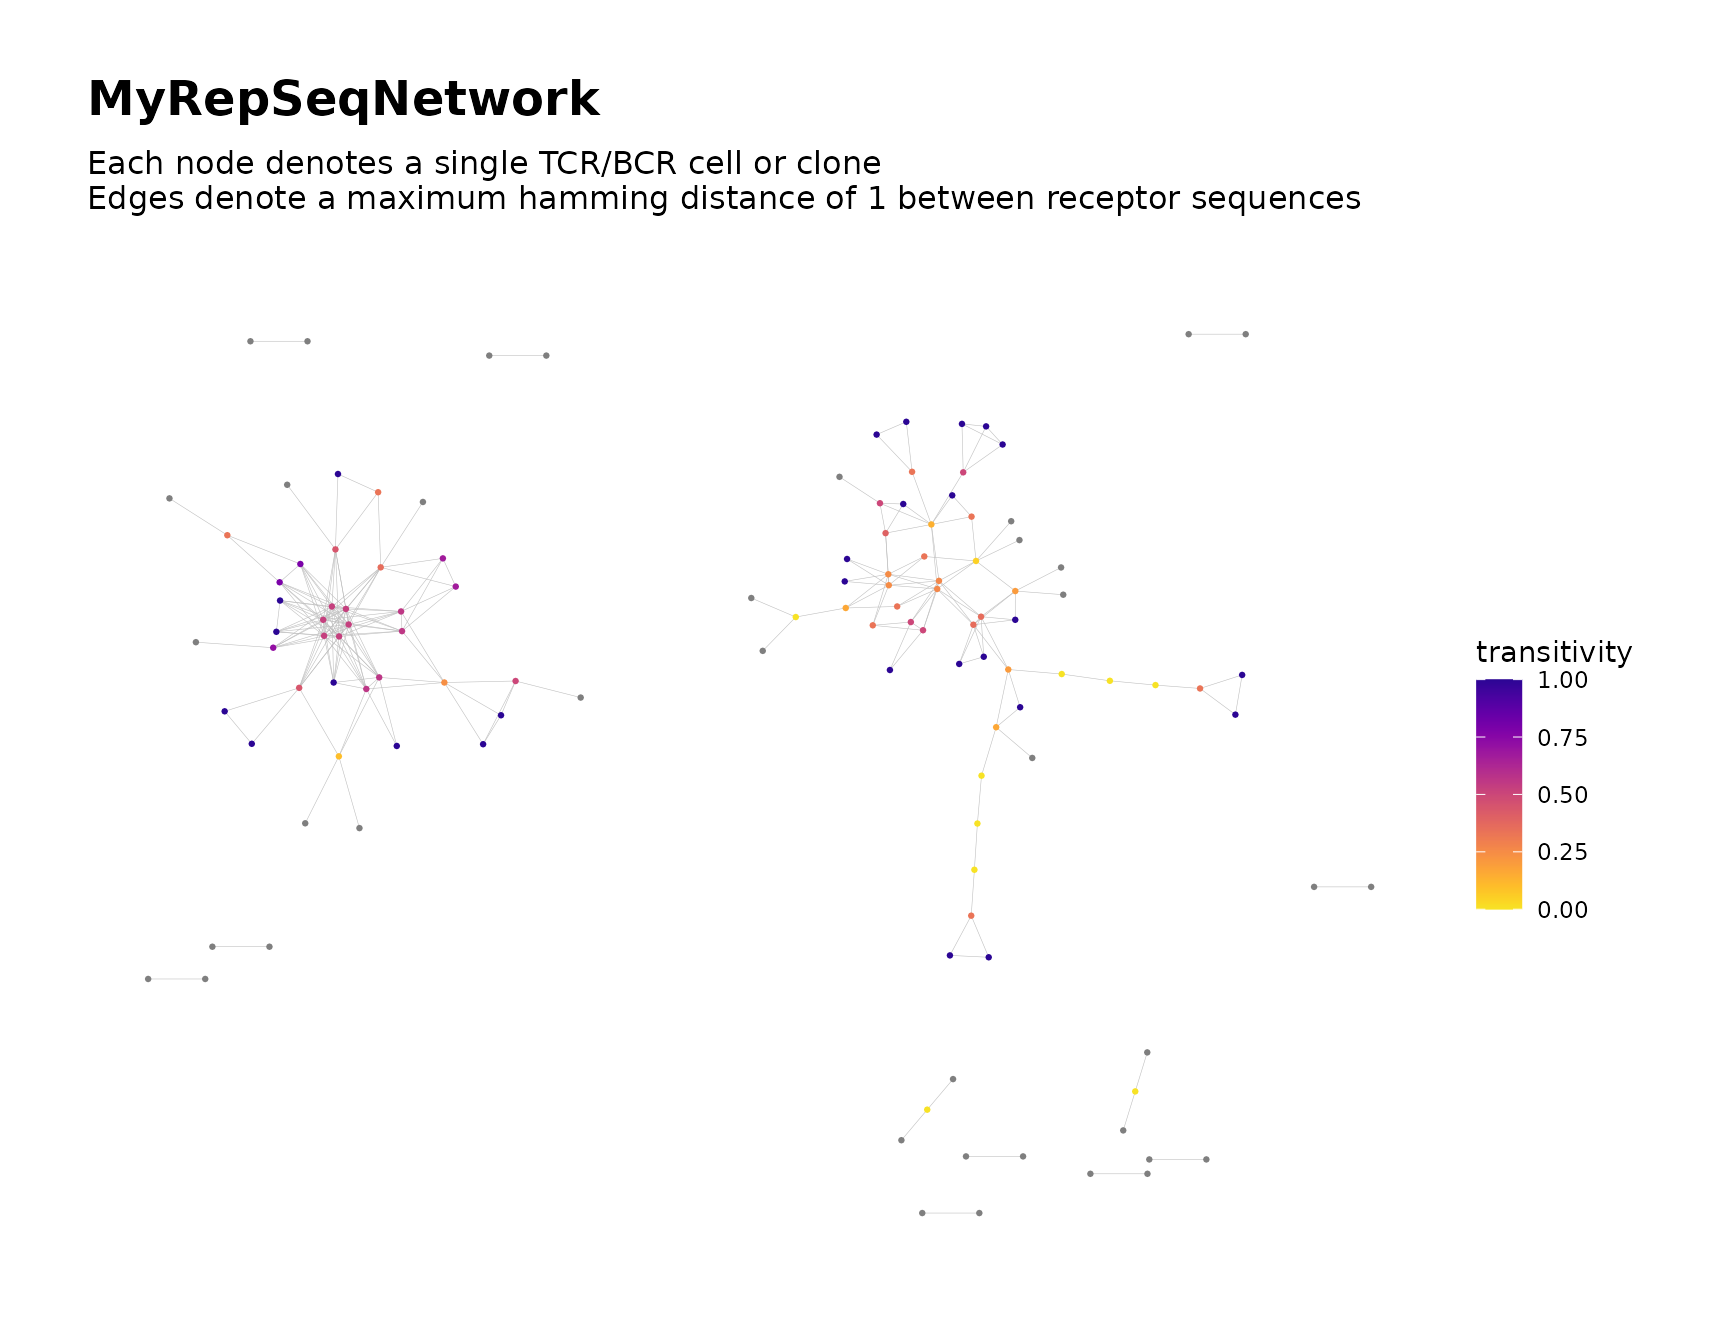 MyRepSeqNetwork
Each node denotes a single TCR/BCR cell or clone
Edges denote a maximum hamming distance of 1 between receptor sequences
transitivity
1.00
0.75
0.50
0.25
0.00